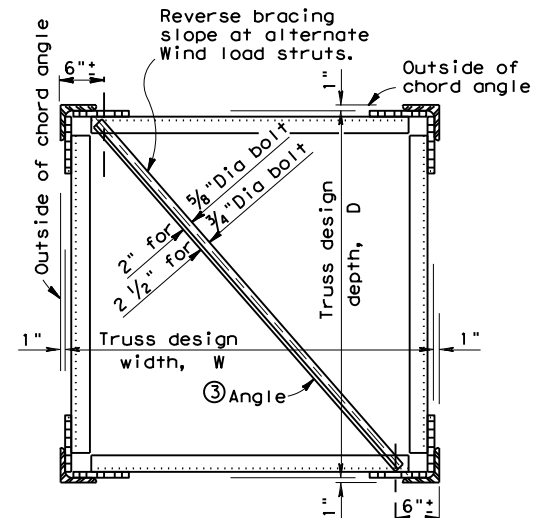 Reverse bracing
slope at alternate
Wind load struts.
6"±
1"
Outside of
chord angle
Outside of chord angle
5/8"Dia bolt
3/4"Dia bolt
2" for
2 1/2" for
Truss design
depth, D
1"
Truss design
width, W
1"
3 Angle
1"
6"±